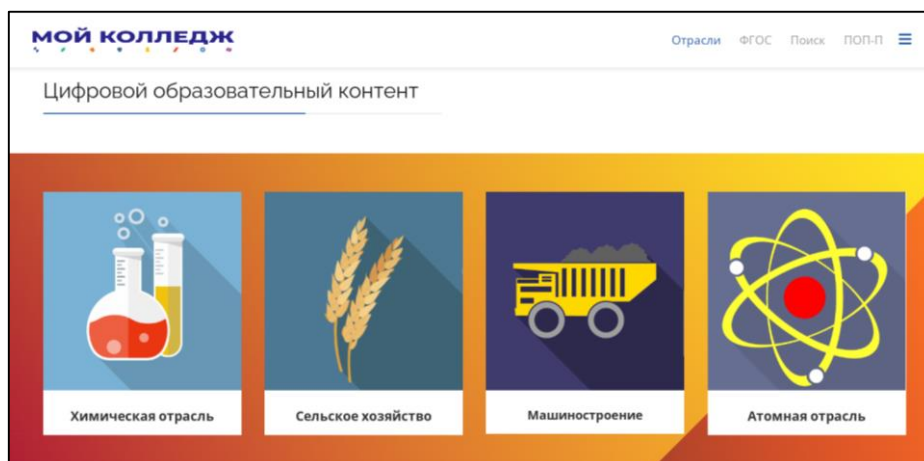 МОЙ КОЛЛЕДЖ
Отрасли ФГОС Поиск ПОП-П
Цифровой образовательный контент
Химическая отрасль
Сельское хозяйство
Машиностроение
Атомная отрасль